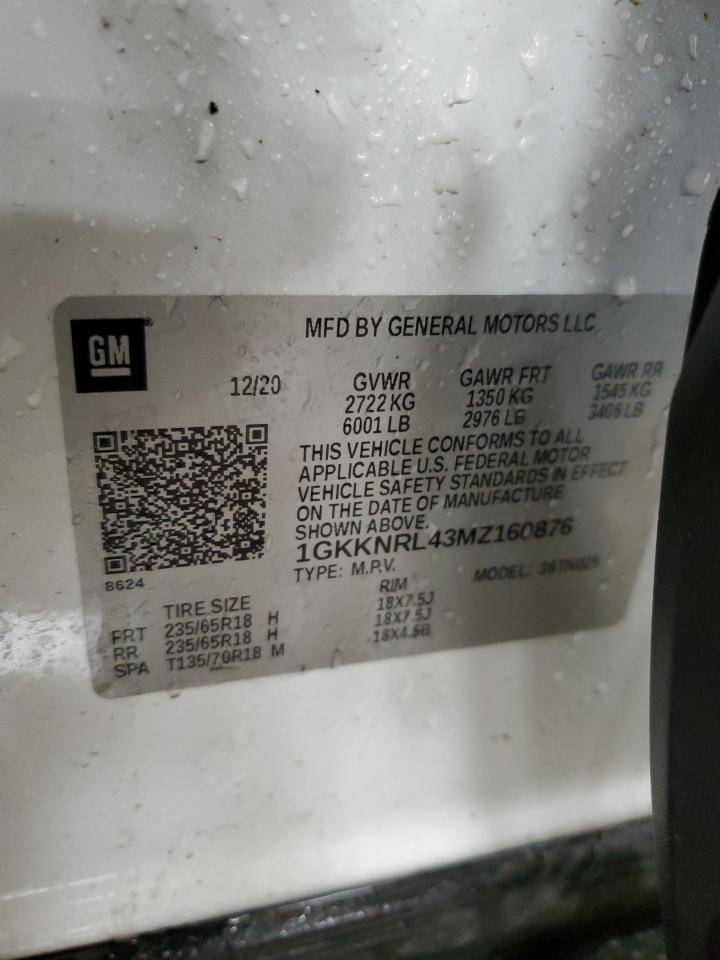 GM
MFD BY GENERAL MOTORS LLC
12/20
GVWR GAWR FRT GAWR RR
2722 KG 1350 KG 1545 KG
6001 LB 2976 LB 3406 LB
THIS VEHICLE CONFORMS TO ALL
APPLICABLE U.S. FEDERAL MOTOR
VEHICLE SAFETY STANDARDS IN EFFECT
ON THE DATE OF MANUFACTURE
SHOWN ABOVE.
1GKKNRL43MZ160876
8624
TYPE: M.P.V. MODEL:
TIRE SIZE RIM
FRT 235/65R18 H 18X7.5J
RR 235/65R18 H 18X7.5J
SPA T135/70R18 M 18X4.5B